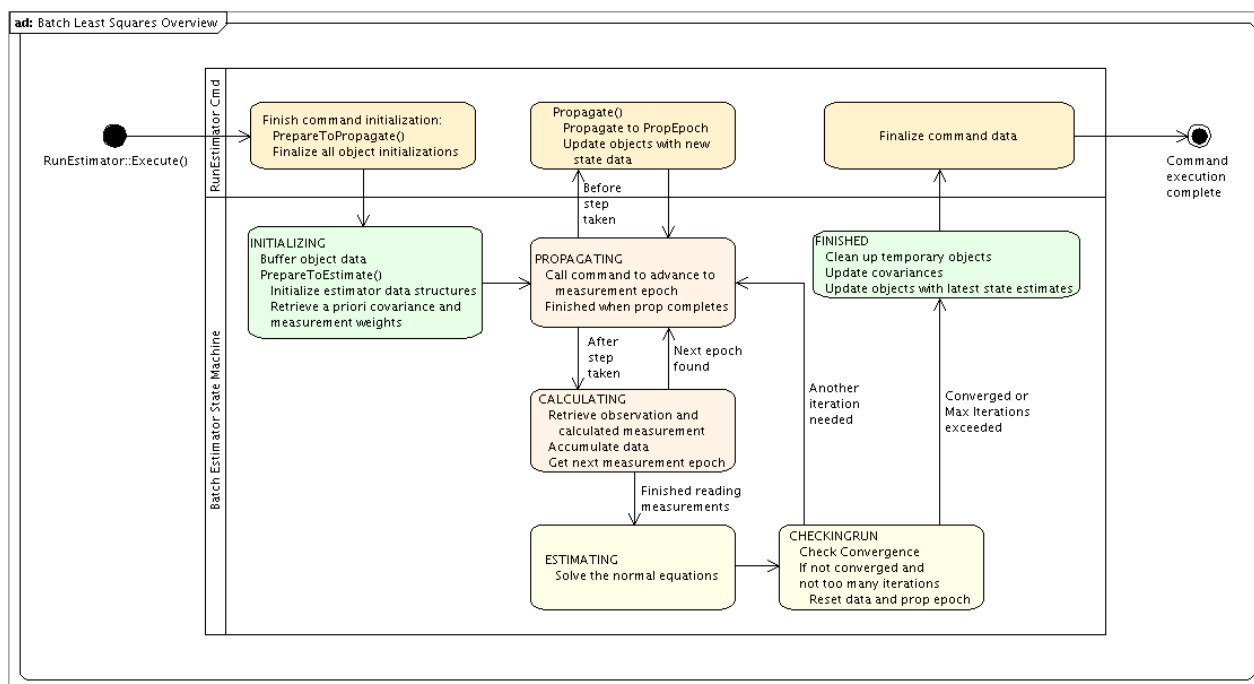 ad: Batch Least Squares Overview
RunEstimator Cmd
Finish command initialization:
PrepareToPropagate()
Finalize all object initializations
Propagate()
Propagate to PropEpoch
Update objects with new
state data
Finalize command data
RunEstimator::Execute()
Command
execution
complete
Before
step
taken
Batch Estimator State Machine
INITIALIZING
Buffer object data
PrepareToEstimate()
Initialize estimator data structures
Retrieve a priori covariance and
measurement weights
PROPAGATING
Call command to advance to
measurement epoch
Finished when prop completes
FINISHED
Clean up temporary objects
Update covariances
Update objects with latest state estimates
After
step
taken
Next epoch
found
CALCULATING
Retrieve observation and
calculated measurement
Accumulate data
Get next measurement epoch
Another
iteration
needed
Converged or
Max Iterations
exceeded
Finished reading
measurements
ESTIMATING
Solve the normal equations
CHECKINGRUN
Check Convergence
If not converged and
not too many iterations
Reset data and prop epoch